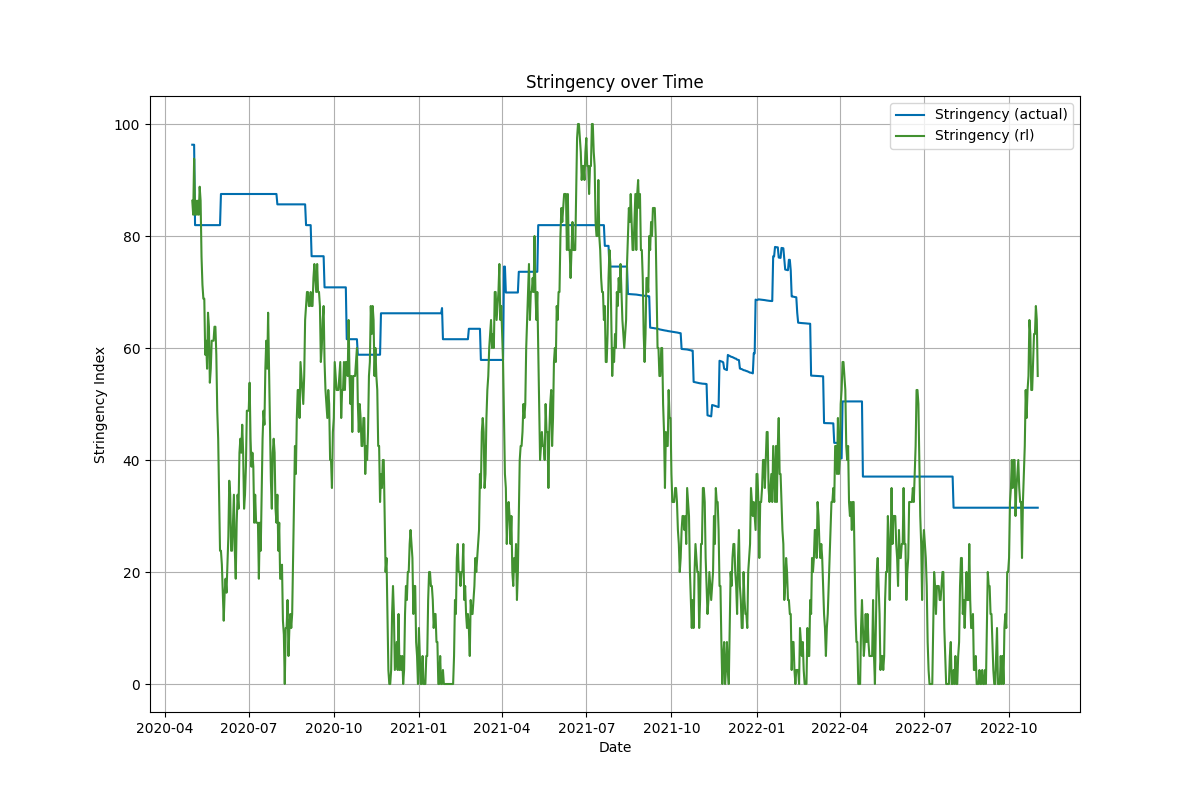 Stringency over Time
Stringency (actual)
Stringency (rl)
Stringency Index
100
80
60
40
20
0
2020-04 2020-07 2020-10 2021-01 2021-04 2021-07 2021-10 2022-01 2022-04 2022-07 2022-10
Date